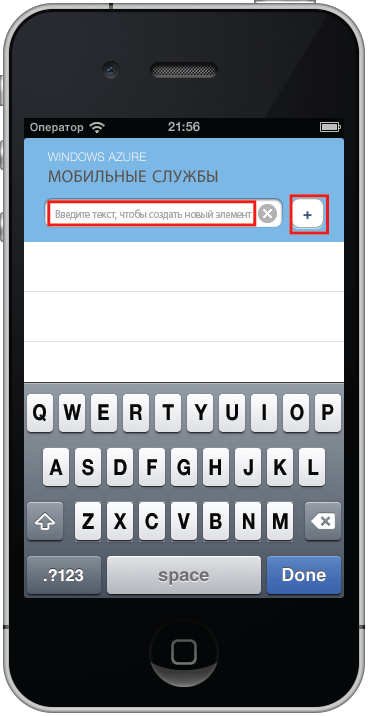 Оператор 21:56
WINDOWS AZURE
МОБИЛЬНЫЕ СЛУЖБЫ
Введите текст, чтобы создать новый элемент +
Q W E R T Y U I O P
A S D F G H J K L
Z X C V B N M
.?123 space Done